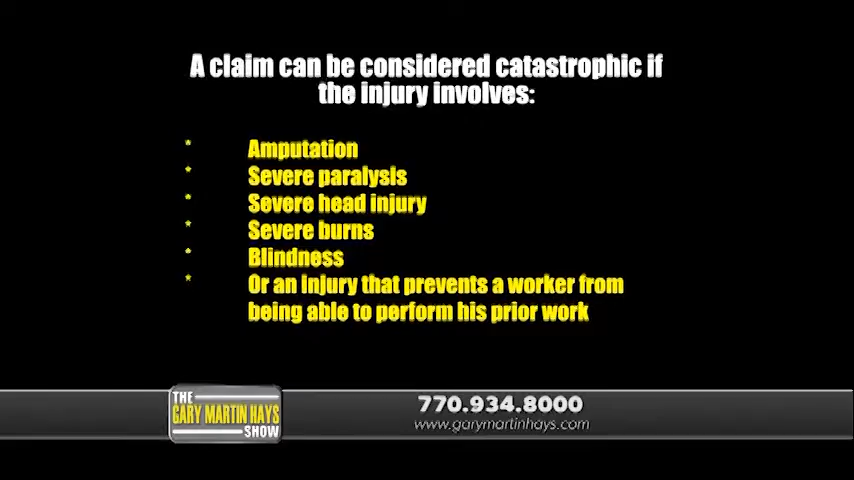 A claim can be considered catastrophic if
the injury involves:
* Amputation
* Severe paralysis
* Severe head injury
* Severe burns
* Blindness
* Or an injury that prevents a worker from
being able to perform his prior work
THE
GARY MARTIN HAYS
SHOW
770.934.8000
www.garymartinhays.com